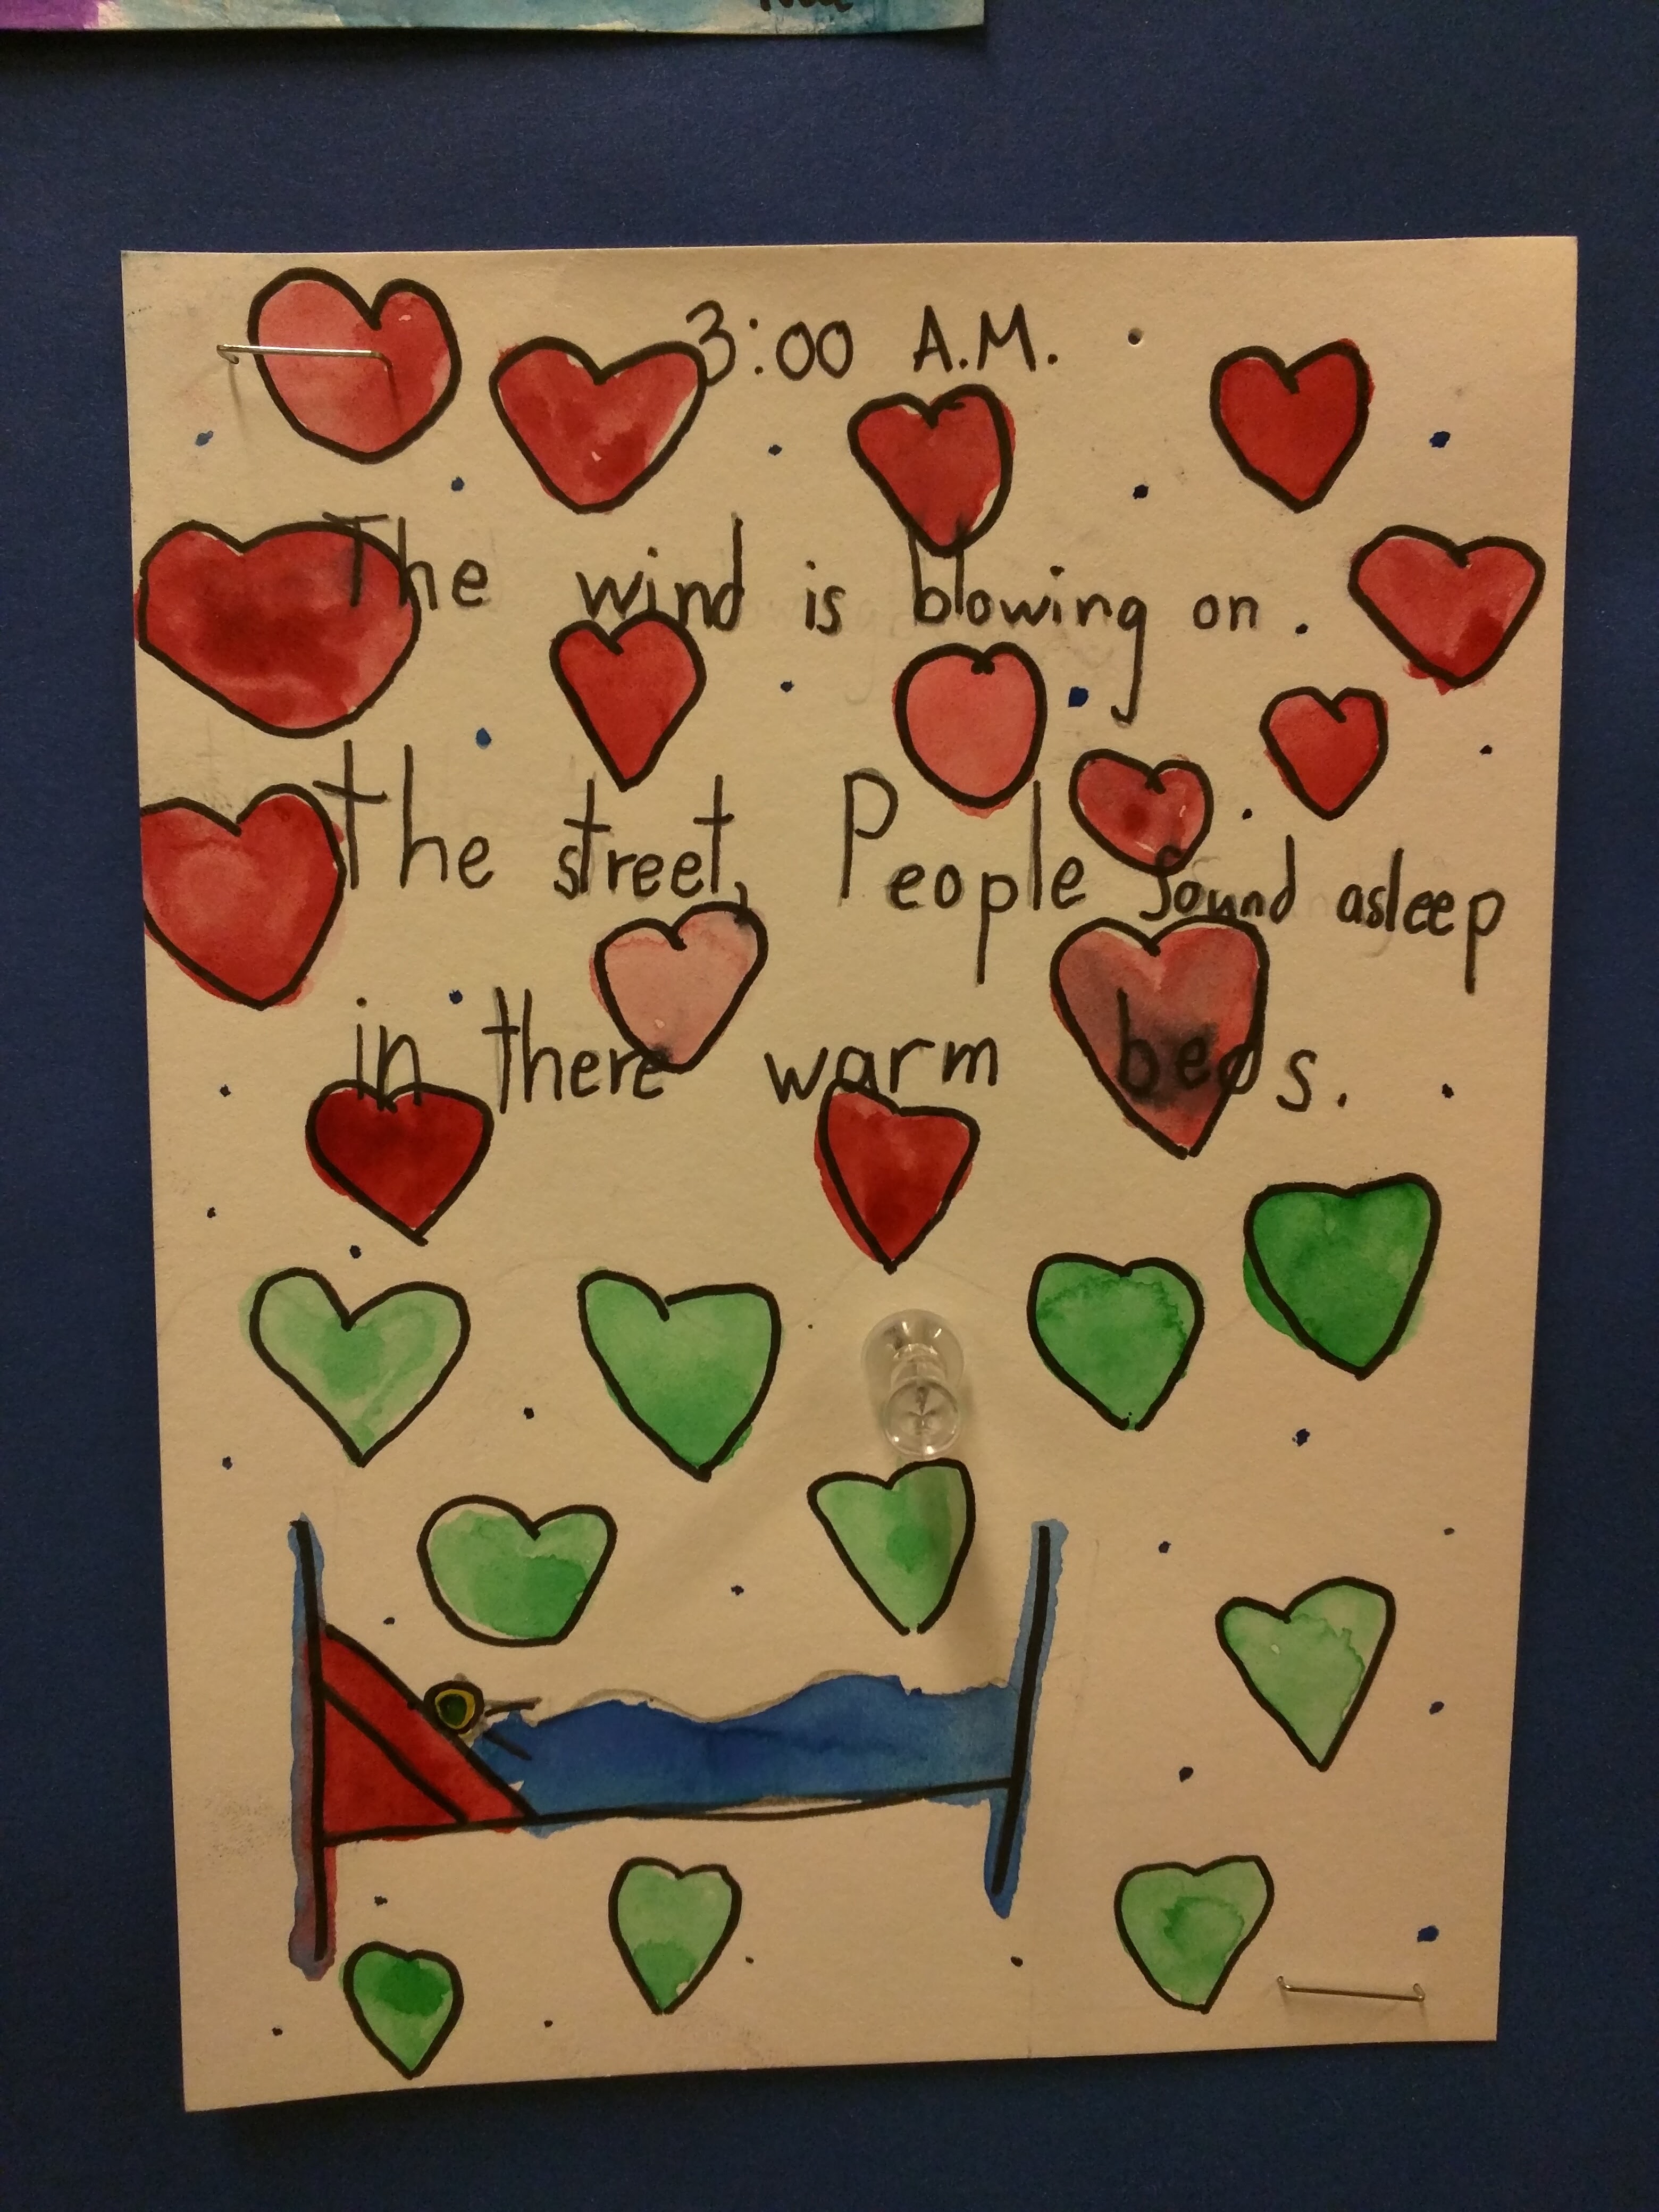 3:00 A.M.
The wind is blowing on.
the street, People sound asleep
in there warm beds.